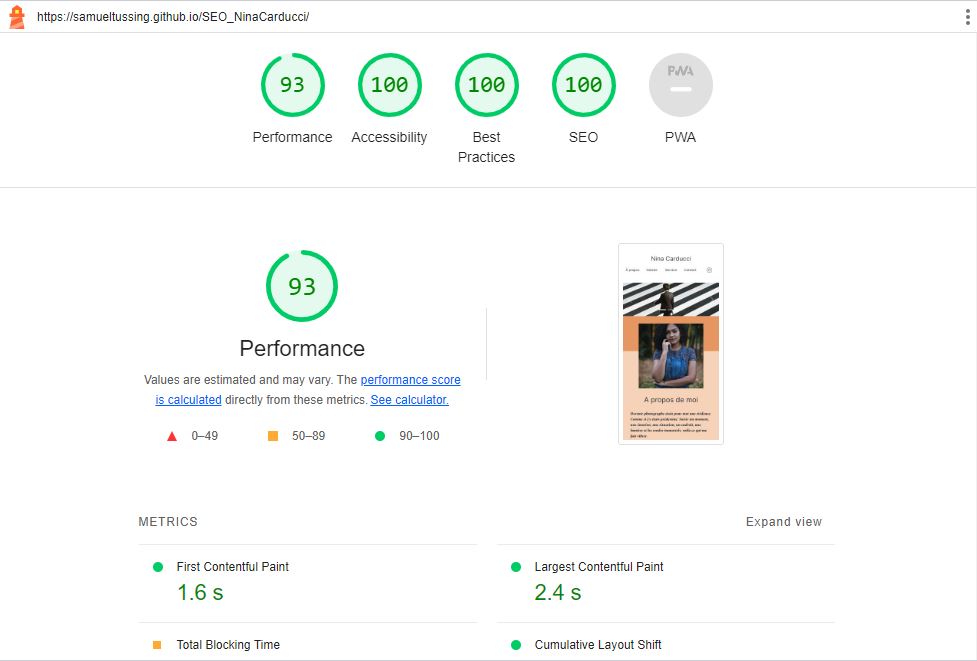 https://samueltussing.github.io/SEO_NinaCarducci/
93
100
100
100
PWA
Performance
Accessibility
Best
Practices
SEO
PWA
93
Performance
Values are estimated and may vary. The performance score
is calculated directly from these metrics. See calculator.
0–49
50–89
90–100
Nina Carducci
A propos de moi
METRICS
Expand view
First Contentful Paint
1.6 s
Largest Contentful Paint
2.4 s
Total Blocking Time
Cumulative Layout Shift